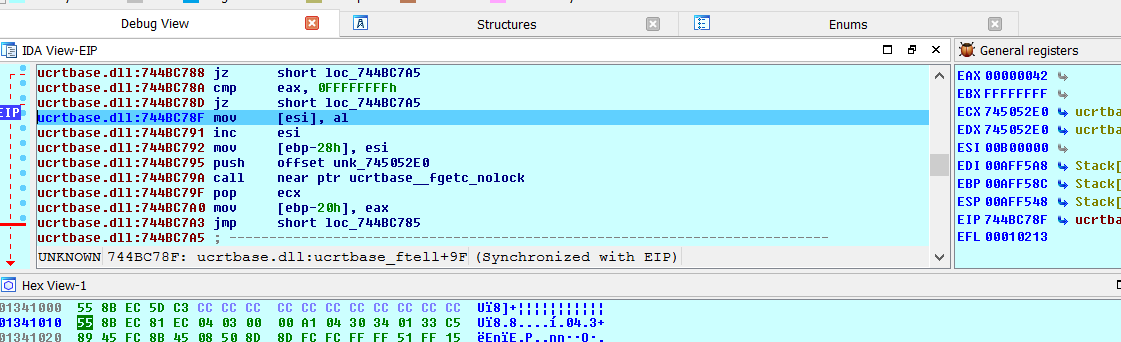 Debug View
Structures
Enums
IDA View-EIP
ucrtbase.dll:744BC788 jz short loc_744BC7A5
ucrtbase.dll:744BC78A cmp eax, 0FFFFFFFFh
ucrtbase.dll:744BC78D jz short loc_744BC7A5
EIP
ucrtbase.dll:744BC78F mov [esi], al
ucrtbase.dll:744BC791 inc esi
ucrtbase.dll:744BC792 mov [ebp-28h], esi
ucrtbase.dll:744BC795 push offset unk_745052E0
ucrtbase.dll:744BC79A call near ptr ucrtbase__fgetc_nolock
ucrtbase.dll:744BC79F pop ecx
ucrtbase.dll:744BC7A0 mov [ebp-20h], eax
ucrtbase.dll:744BC7A3 jmp short loc_744BC785
ucrtbase.dll:744BC7A5 ; ---------------------------------------------------------------------------
UNKNOWN 744BC78F: ucrtbase.dll:ucrtbase_ftell+9F (Synchronized with EIP)
General registers
EAX 00000042
EBX FFFFFFFF
ECX 745052E0 ucrt
EDX 745052E0 ucrt
ESI 00B00000
EDI 00AFF5A8 Stack[
EBP 00AFF58C Stack[
ESP 00AFF548 Stack[
EIP 744BC78F ucrt
EFL 00010213
Hex View-1
01341000 55 8B EC 5D C3 CC CC CC CC CC CC CC CC CC CC CC Uï8]+¦¦¦¦¦¦¦¦¦¦¦
01341010 55 8B EC 81 EC 04 03 00 00 A1 04 30 34 01 33 C5 Uï8.8....í.04.3+
01341020 89 45 FC 8B 45 08 50 8D 8D FC FC FF FF 51 FF 15